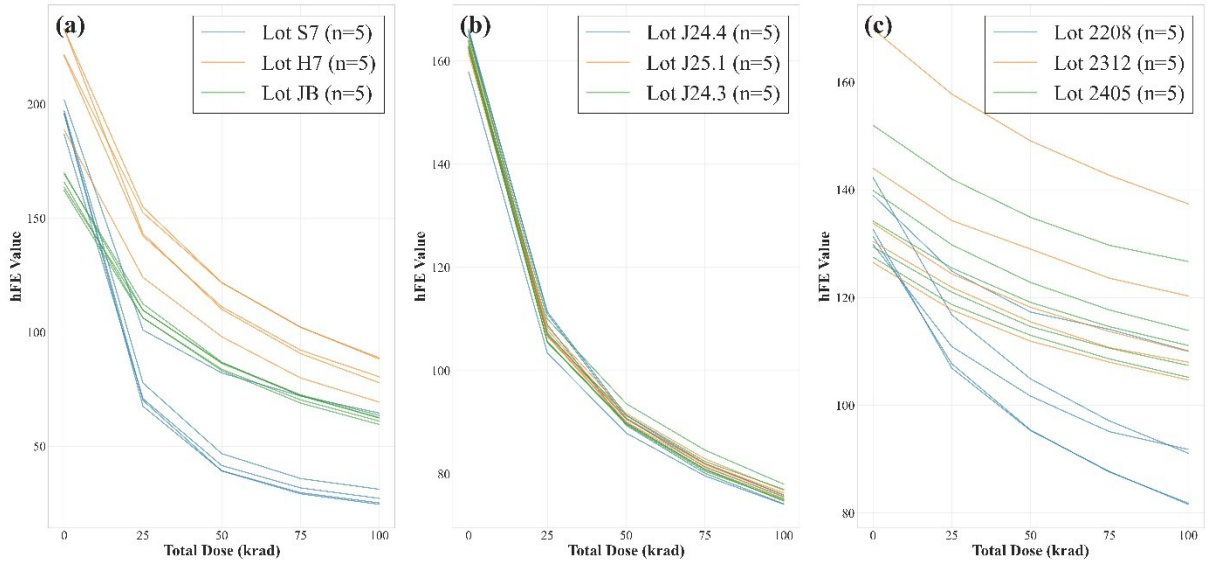 (a)
Lot S7 (n=5)
Lot H7 (n=5)
Lot JB (n=5)
hFE Value
200
150
100
50
0 25 50 75 100
Total Dose (krad)
(b)
Lot J24.4 (n=5)
Lot J25.1 (n=5)
Lot J24.3 (n=5)
hFE Value
160
140
120
100
80
0 25 50 75 100
Total Dose (krad)
(c)
Lot 2208 (n=5)
Lot 2312 (n=5)
Lot 2405 (n=5)
hFE Value
160
140
120
100
80
0 25 50 75 100
Total Dose (krad)